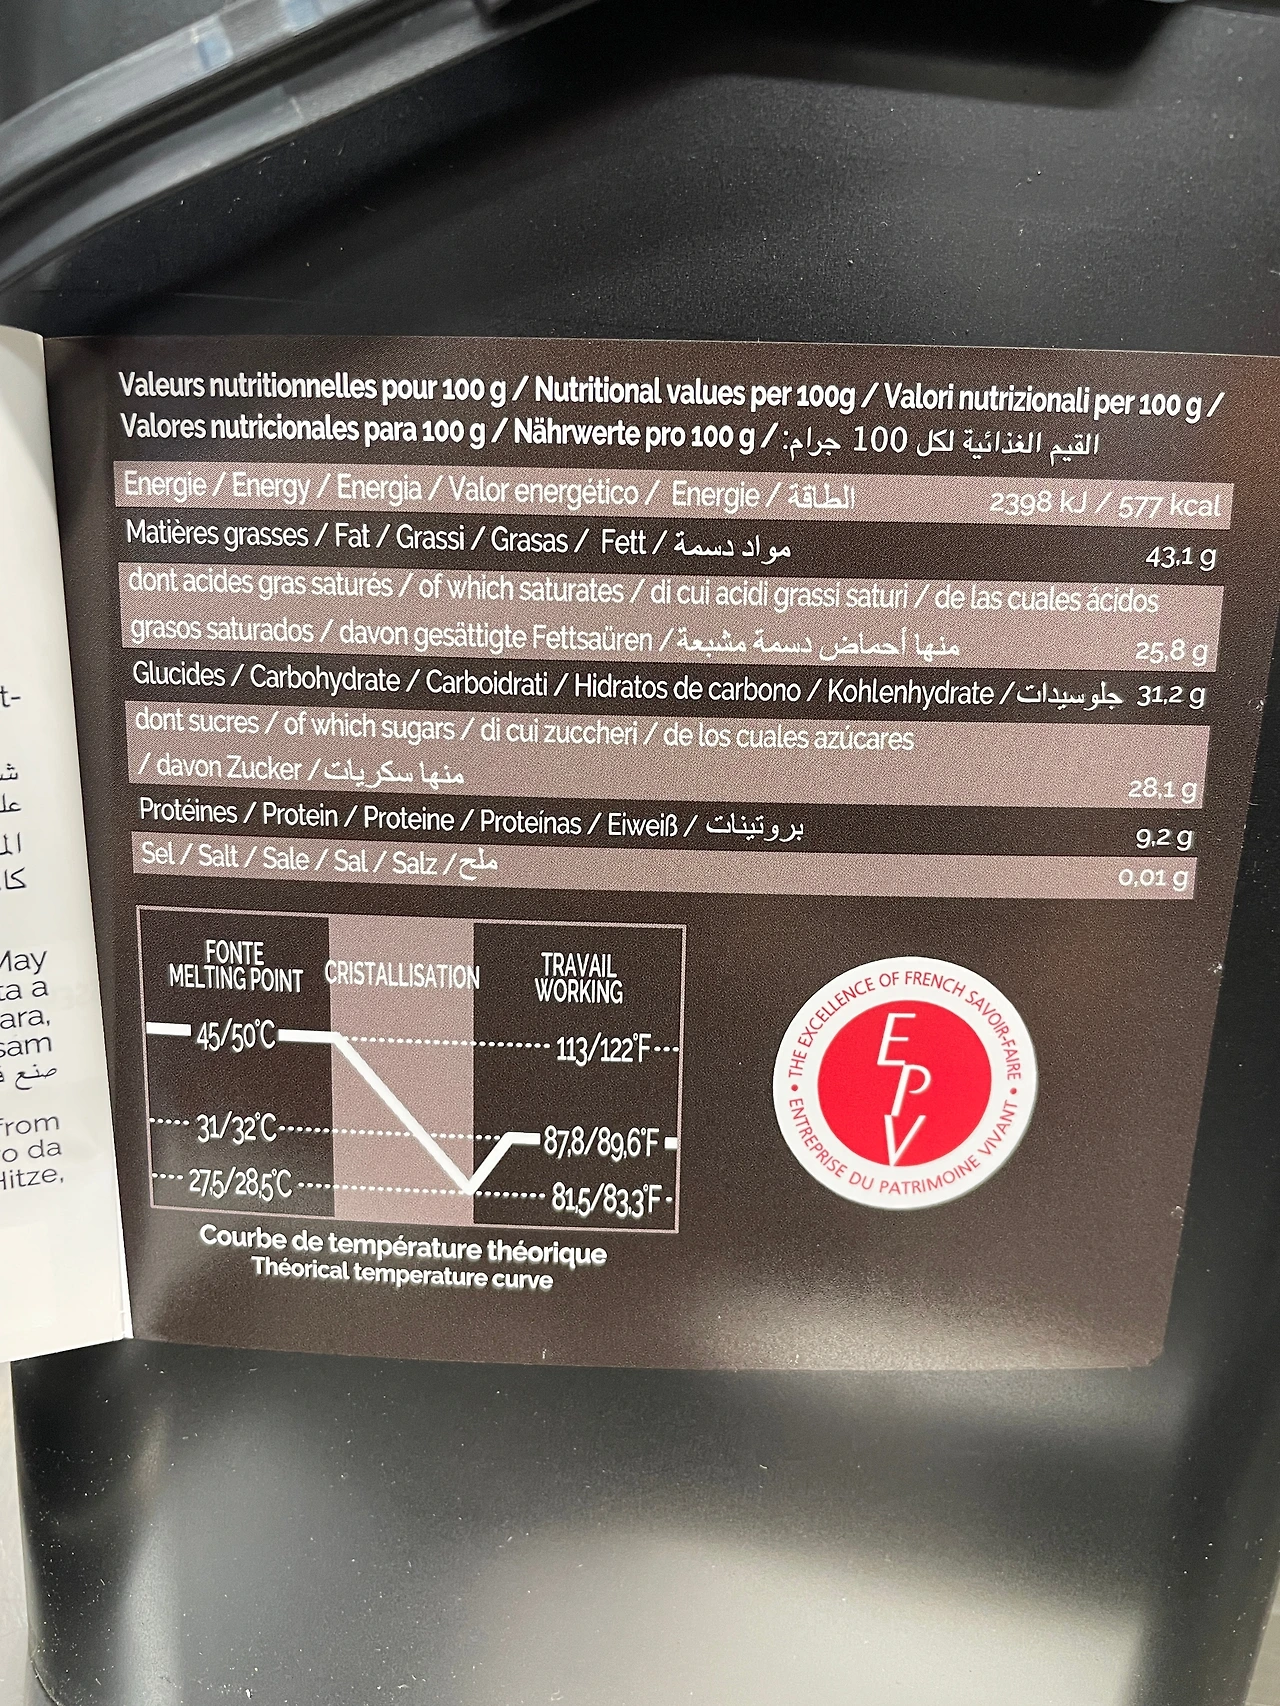 Valeurs nutritionnelles pour 100 g / Nutritional values per 100g / Valori nutrizionali per 100 g /
Valores nutricionales para 100 g / Nährwerte pro 100 g / القيم الغذائية لكل 100 جرام:
Energie / Energy / Energia / Valor energético / Energie / الطاقة 2398 kJ / 577 kcal
Matières grasses / Fat / Grassi / Grasas / Fett / مواد دسمة 43,1 g
dont acides gras saturés / of which saturates / di cui acidi grassi saturi / de las cuales ácidos
grasos saturados / davon gesättigte Fettsäuren / منها أحماض دسمة مشبعة 25,8 g
Glucides / Carbohydrate / Carboidrati / Hidratos de carbono / Kohlenhydrate / جلوسيدات 31,2 g
dont sucres / of which sugars / di cui zuccheri / de los cuales azúcares
/ davon Zucker / منها سكريات 28,1 g
Protéines / Protein / Proteine / Proteínas / Eiweiß / بروتينات 9,2 g
Sel / Salt / Sale / Sal / Salz / ملح 0,01 g
FONTE
MELTING POINT
CRISTALLISATION
TRAVAIL
WORKING
45/50°C 113/122°F
31/32°C 87,8/89,6°F
27,5/28,5°C 81,5/83,3°F
Courbe de température théorique
Théorical temperature curve
• THE EXCELLENCE OF FRENCH SAVOIR-FAIRE •
EPV
ENTREPRISE DU PATRIMOINE VIVANT
t-
May
ta a
ara,
sam
from
o da
Hitze,